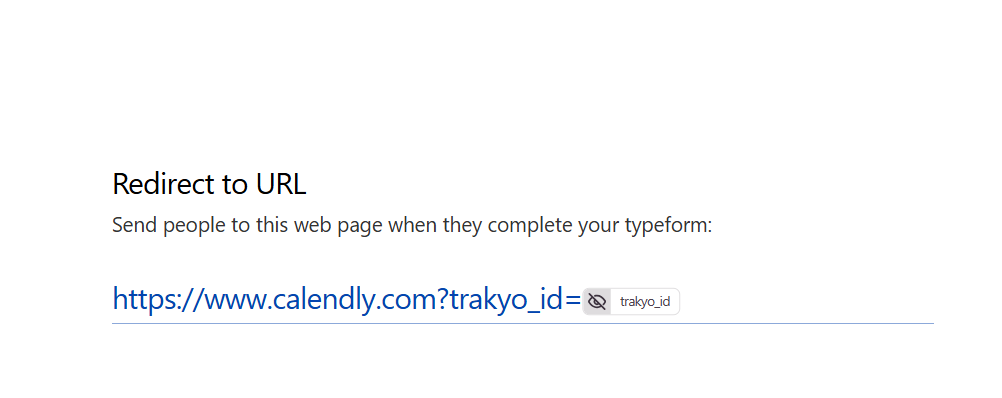 Redirect to URL
Send people to this web page when they complete your typeform:
https://www.calendly.com?trakyo_id= trakyo_id